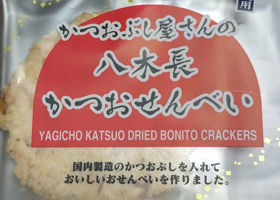 用
かつおぶし屋さんの
八木長
かつおせんべい
YAGICHO KATSUO DRIED BONITO CRACKERS
国内製造のかつおぶしを入れて
おいしいおせんべいを作りました。